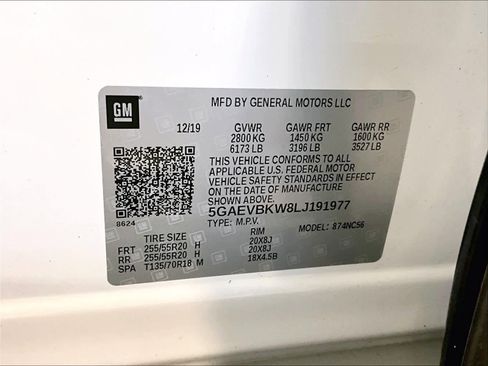 GM
MFD BY GENERAL MOTORS LLC
12/19 GVWR GAWR FRT GAWR RR
2800 KG 1450 KG 1600 KG
6173 LB 3196 LB 3527 LB
THIS VEHICLE CONFORMS TO ALL
APPLICABLE U.S. FEDERAL MOTOR
VEHICLE SAFETY AND THEFT
PREVENTION STANDARDS IN EFFECT
ON THE DATE OF MANUFACTURE
SHOWN ABOVE.
5GAEVBKW8LJ191977
8624
TYPE: M.P.V. MODEL: 874NC56
TIRE SIZE RIM
FRT 255/55R20 H 20X8J
RR 255/55R20 H 20X8J
SPA T135/70R18 M 18X4.5B